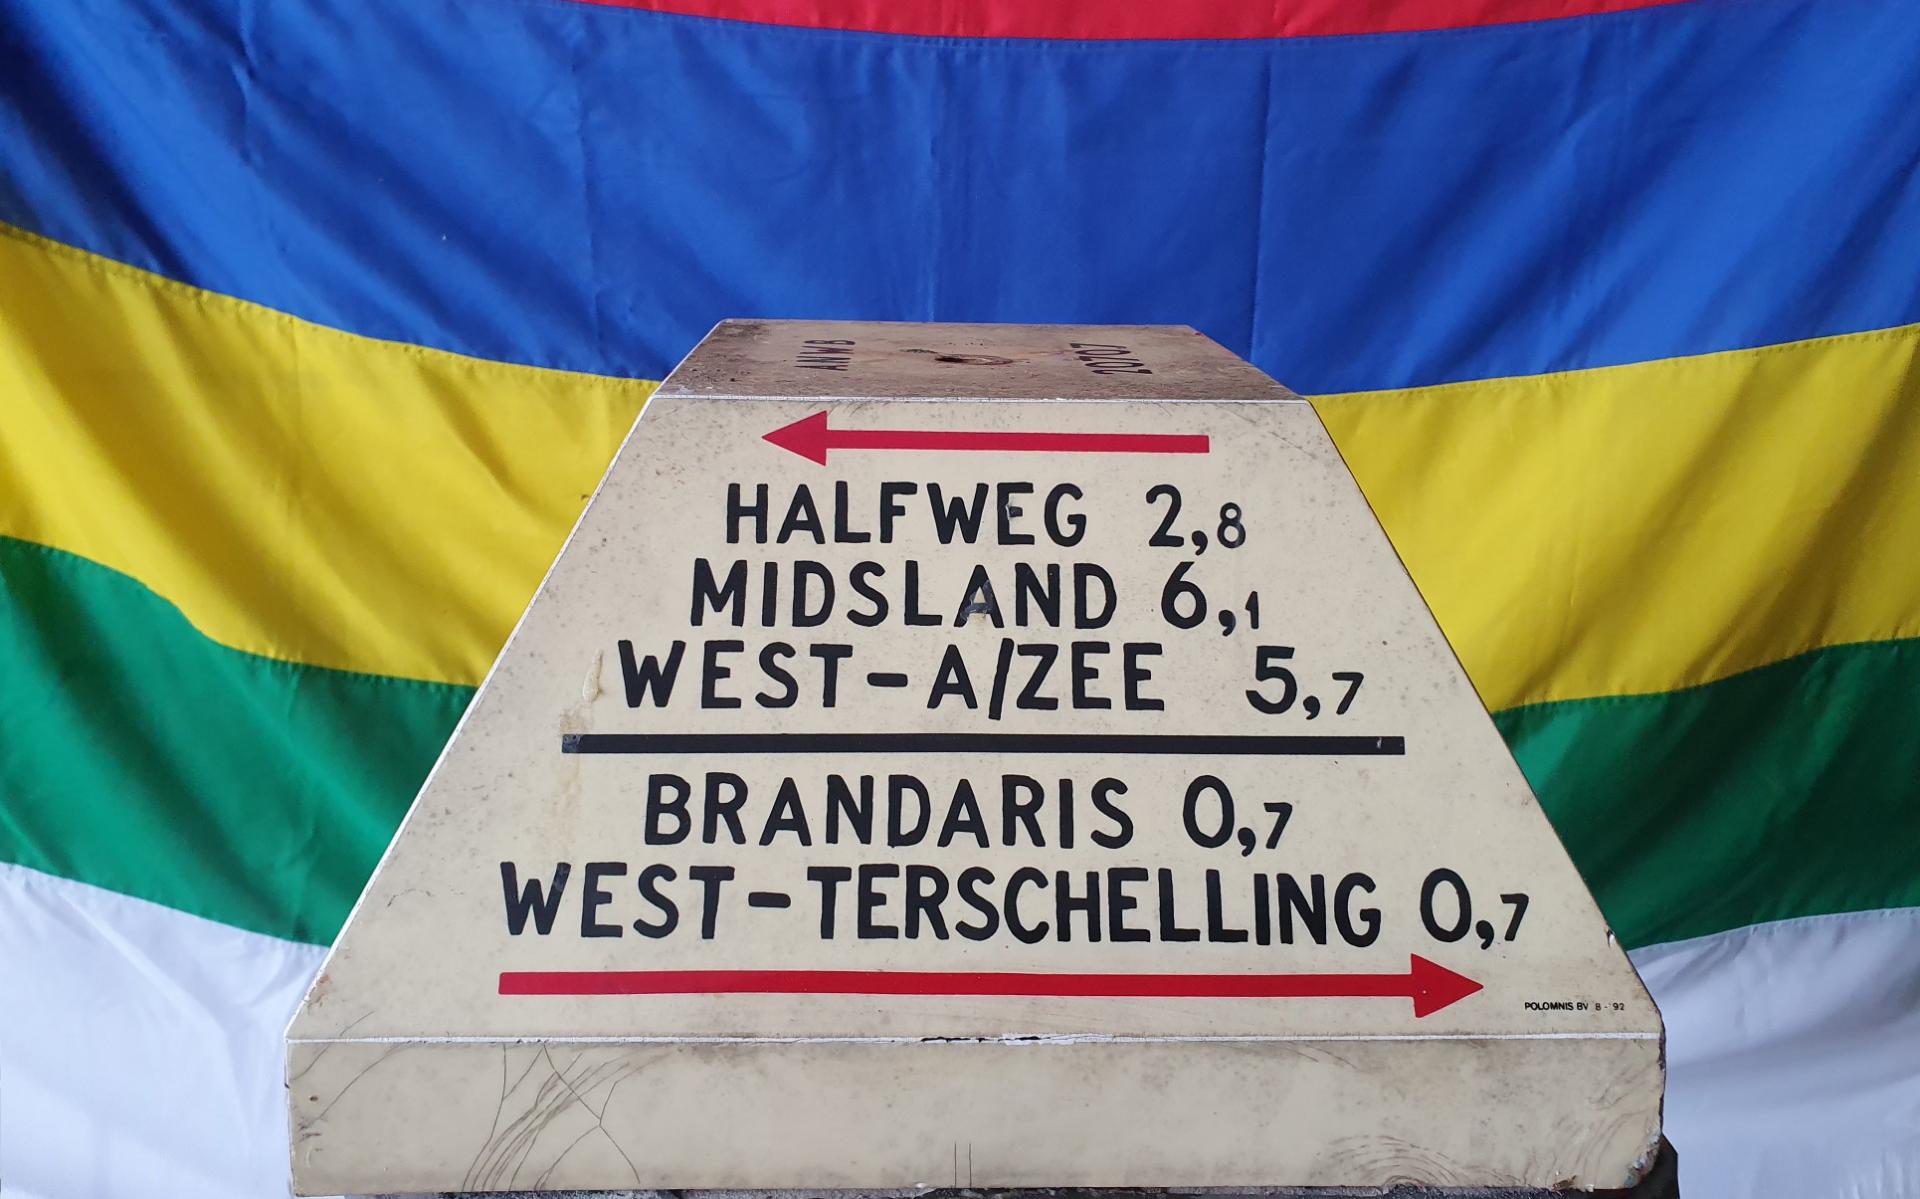 ANWB 20207
HALFWEG 2,8
MIDSLAND 6,1
WEST-A/ZEE 5,7
BRANDARIS 0,7
WEST-TERSCHELLING 0,7
POLOMNIS BV 8-'92